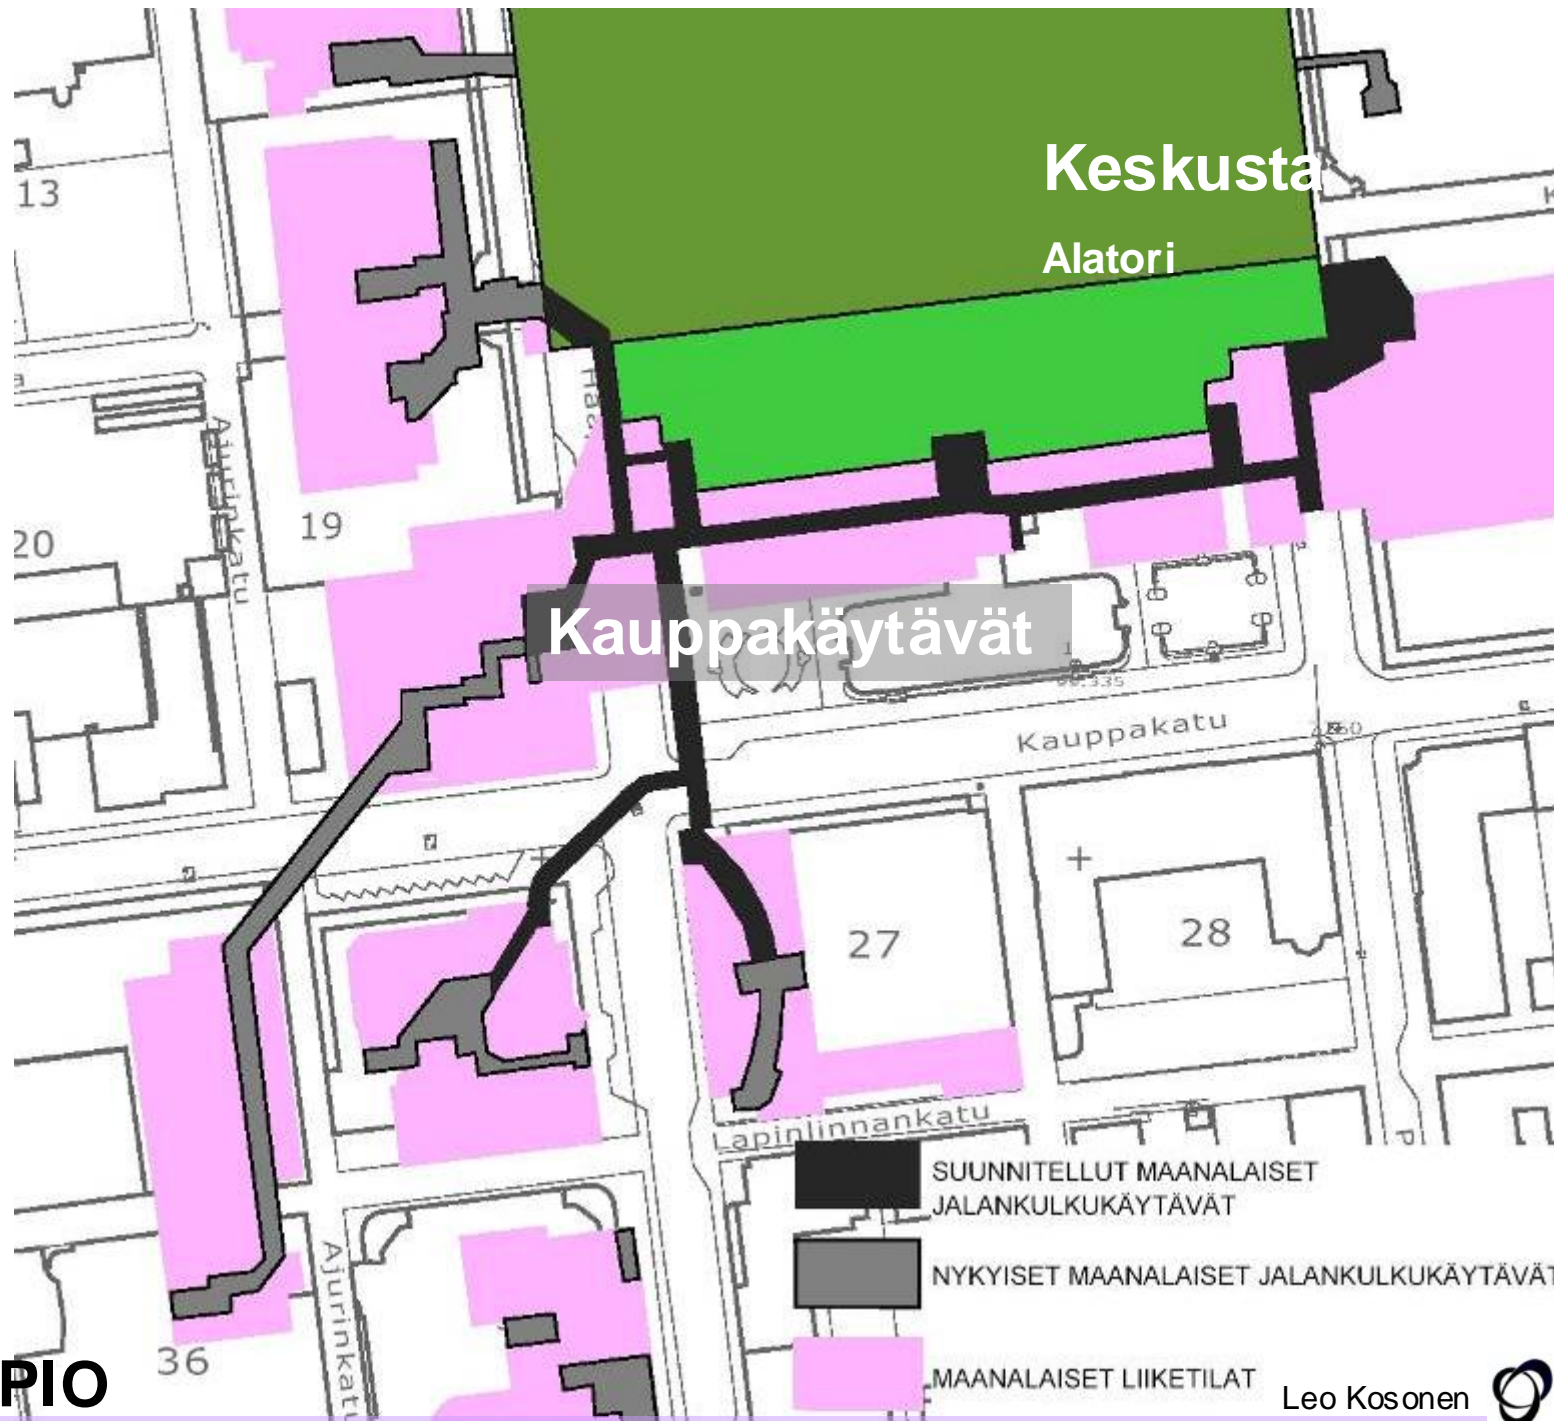 13
Keskusta
Alatori
Ajurinkatu
20
19
Kauppakäytävät
Kauppakatu
27
28
Lapinlinnankatu
SUUNNITELLUT MAANALAISET
JALANKULKUKÄYTÄVÄT
NYKYISET MAANALAISET JALANKULKUKÄYTÄVÄT
Ajurinkatu
36
MAANALAISET LIIKETILAT
PIO
Leo Kosonen